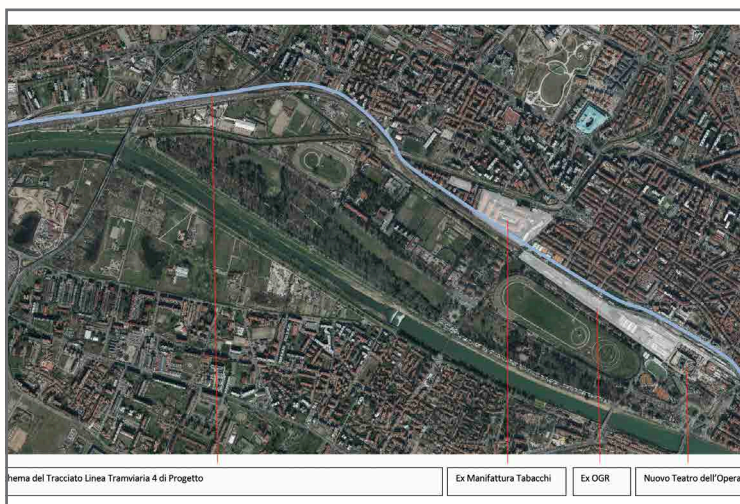 hema del Tracciato Linea Tramviaria 4 di Progetto
Ex Manifattura Tabacchi
Ex OGR
Nuovo Teatro dell'Opera